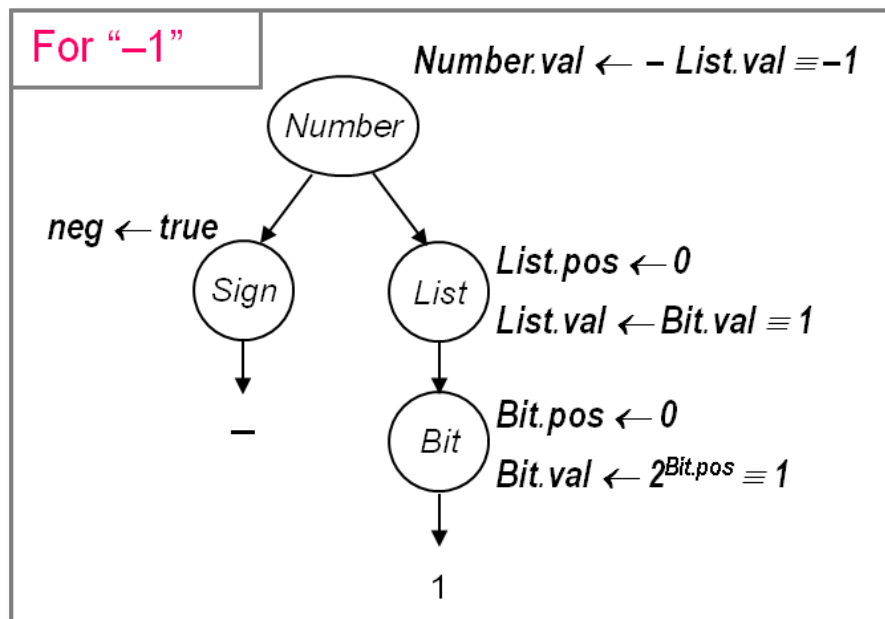 For “–1”
Number.val ← – List.val ≡ –1
Number
neg ← true
Sign
List
List.pos ← 0
List.val ← Bit.val ≡ 1
–
Bit
Bit.pos ← 0
Bit.val ← 2^Bit.pos ≡ 1
1